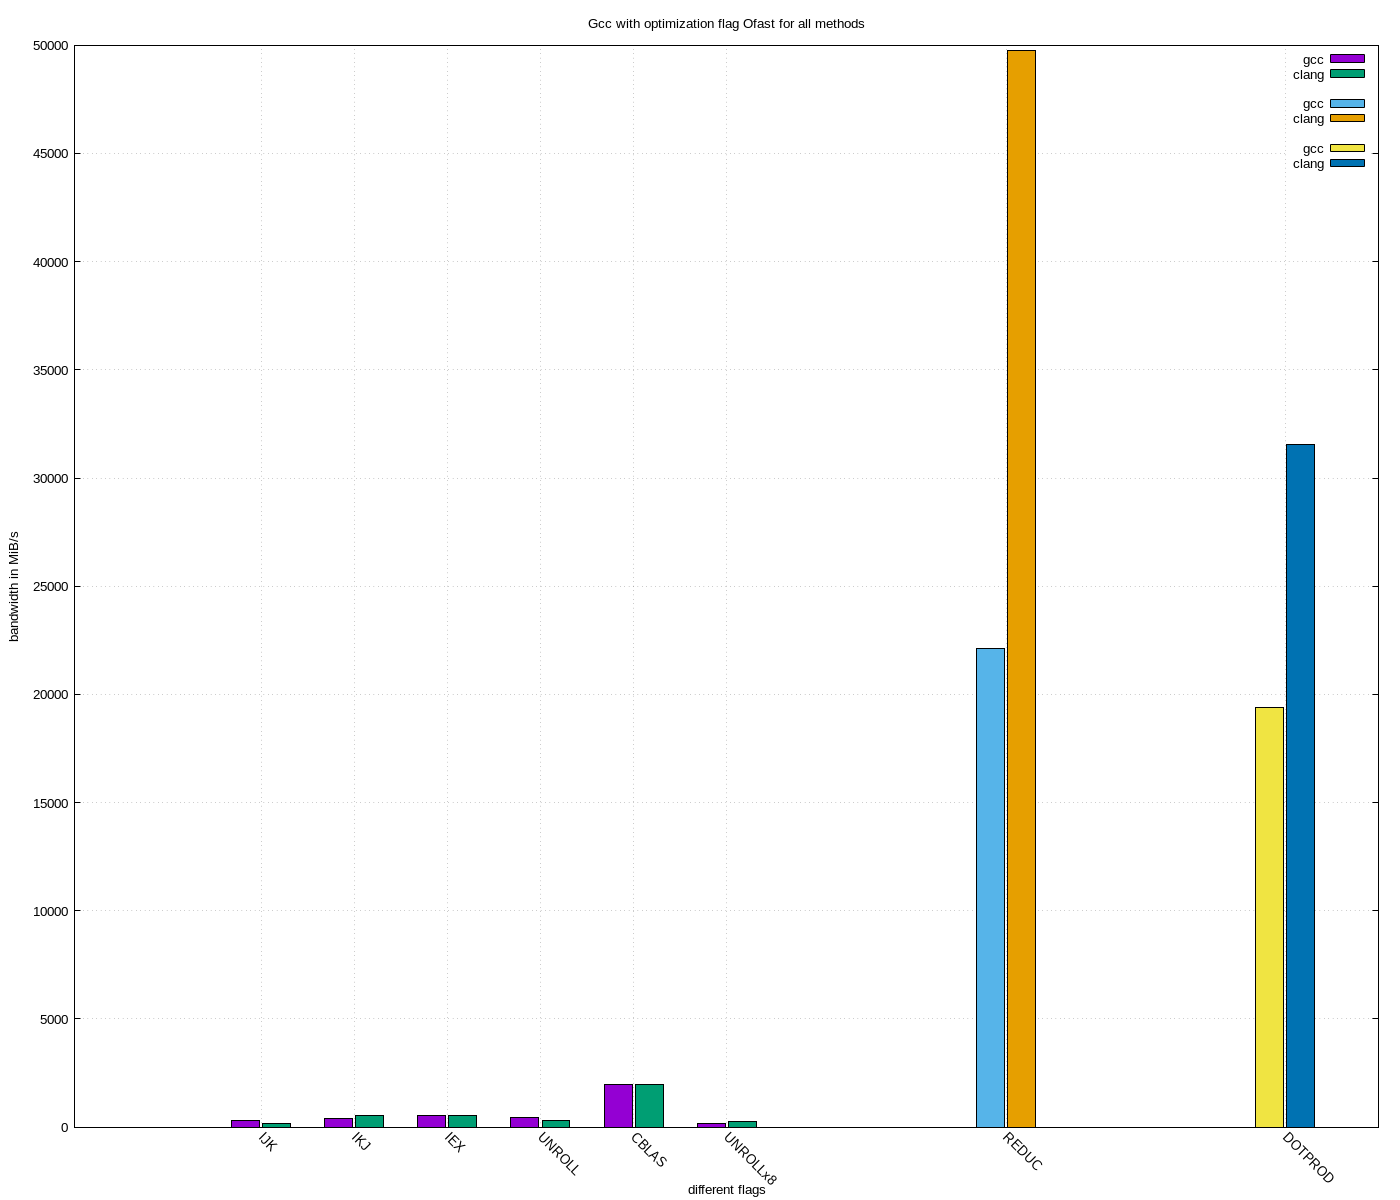 Gcc with optimization flag Ofast for all methods
50000
45000
40000
35000
30000
25000
20000
15000
10000
5000
0
bandwidth in MiB/s
gcc
clang
gcc
clang
gcc
clang
IJK
IKJ
IEX
UNROLL
CBLAS
UNROLLx8
REDUC
DOTPROD
different flags